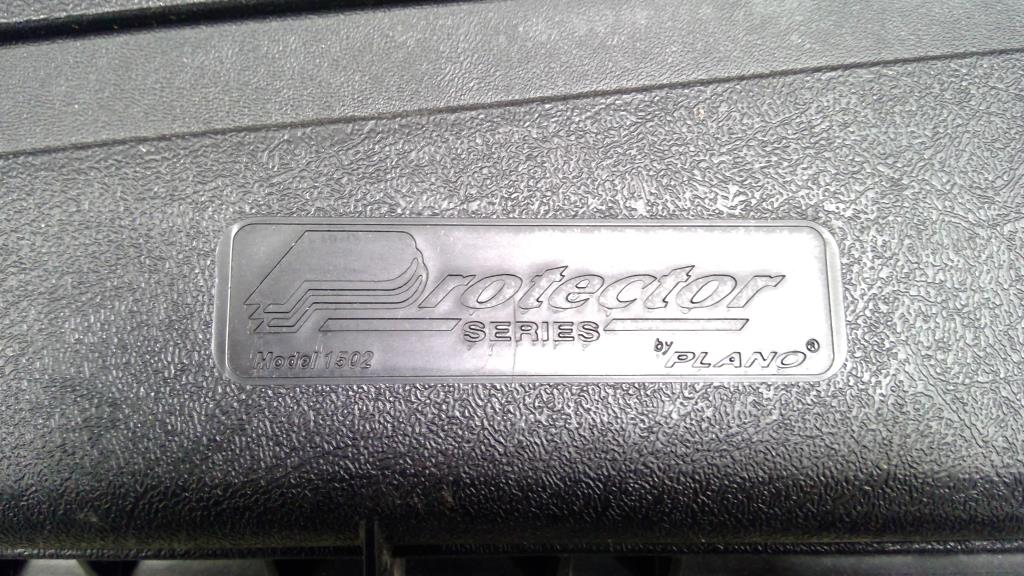 Protector
SERIES
Model 1502
by PLANO®